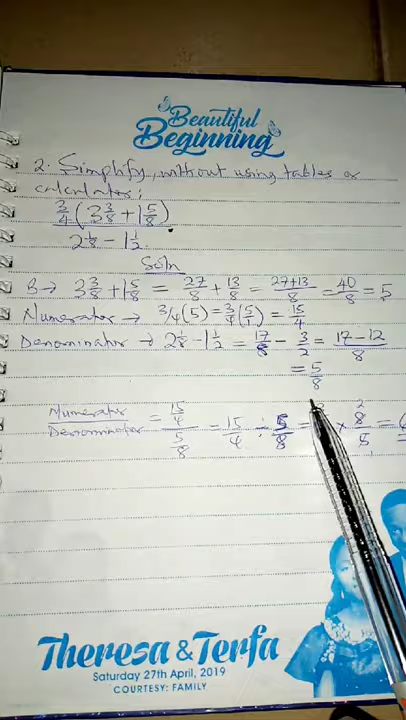 Beautiful
Beginning
2. Simplify, without using tables or
calculator;
3/4 (3 3/8 + 1 5/8)
2 1/8 - 1 1/2.
Soln
B → 3 3/8 + 1 5/8 = 27/8 + 13/8 = 27+13/8 = 40/8 = 5
Numerator → 3/4(5) = 3/4(5/1) = 15/4
Denominator → 2 1/8 - 1 1/2 = 17/8 - 3/2 = 17-12/8
= 5/8
Numerator/Denominator = 15/4 / 5/8 = 15/4 ÷ 5/8 = × 8/5 =
Theresa & Terfa
Saturday 27th April, 2019
COURTESY: FAMILY